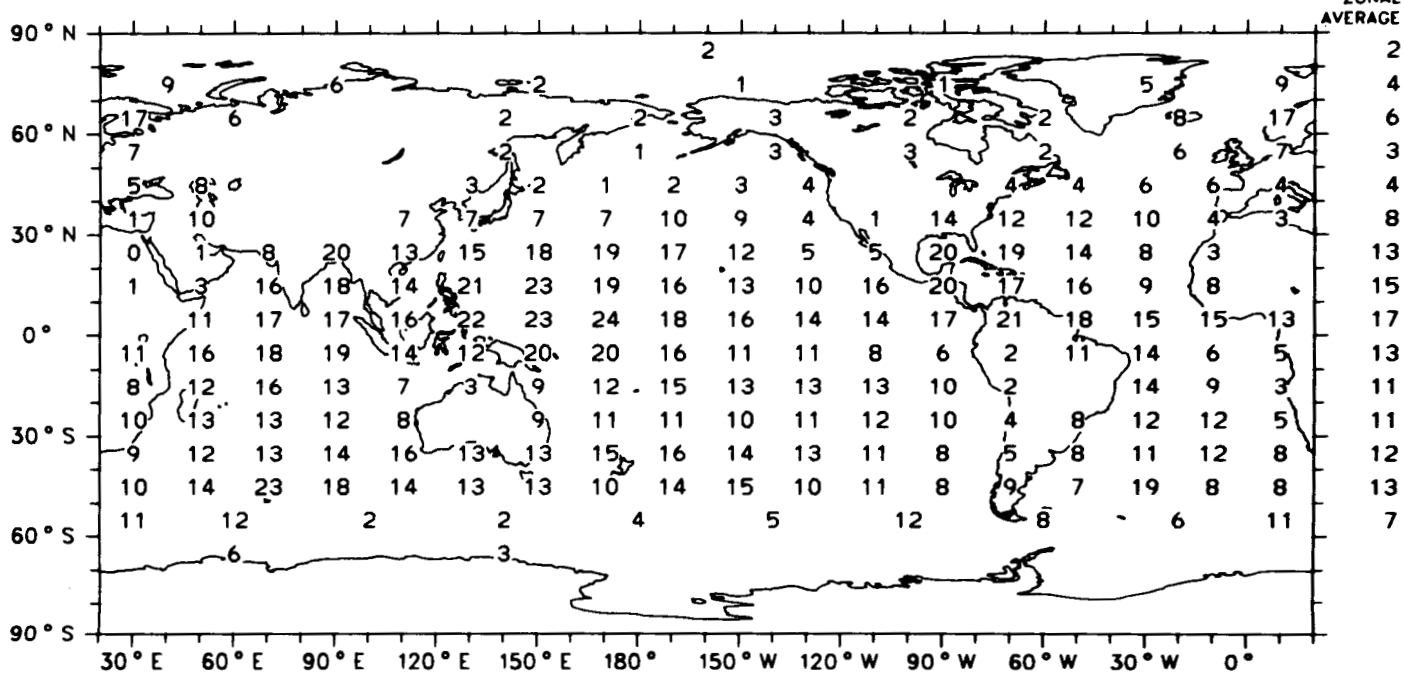 ZONAL
AVERAGE
90° N
2 2
9 6 2 1 1 5 9 4
17 6 2 2 3 2 2 8 17 6
60° N
7 2 1 3 3 2 6 7 3
5 8 3 2 1 2 3 4 4 4 6 6 4 4
17 10 7 7 7 7 10 9 4 1 14 12 12 10 4 3 8
30° N
0 1 8 20 13 15 18 19 17 12 5 5 20 19 14 8 3 13
1 3 16 18 14 21 23 19 16 13 10 16 20 17 16 9 8 15
11 17 17 16 22 23 24 18 16 14 14 17 21 18 15 15 13 17
0°
11 16 18 19 14 12 20 20 16 11 11 8 6 2 11 14 6 5 13
8 12 16 13 7 3 9 12 15 13 13 13 10 2 14 9 3 11
10 13 13 12 8 9 11 11 10 11 12 10 4 8 12 12 5 11
30° S
9 12 13 14 16 13 13 15 16 14 13 11 8 5 8 11 12 8 12
10 14 23 18 14 13 13 10 14 15 10 11 8 9 7 19 8 8 13
11 12 2 2 4 5 12 8 6 11 7
60° S
6 3
90° S
30° E 60° E 90° E 120° E 150° E 180° 150° W 120° W 90° W 60° W 30° W 0°